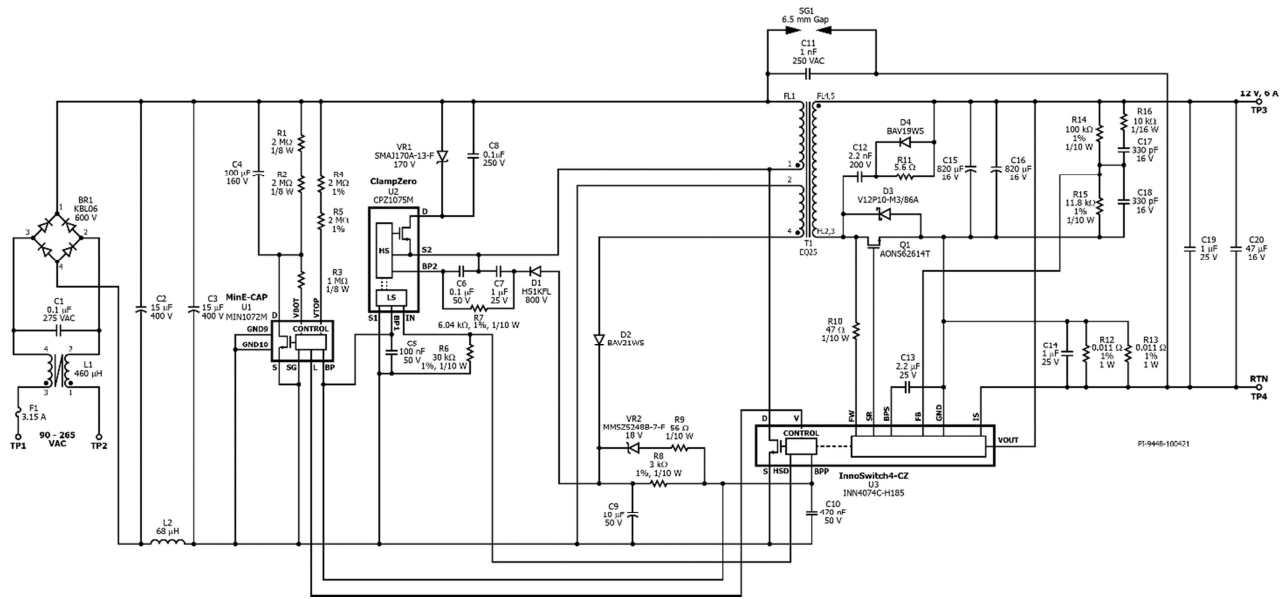 SG1
6.5 mm Gap
C11
1 nF
250 VAC
FL1
FL4,5
12 V, 6 A
TP3
R1
2 MΩ
1/8 W
R2
2 MΩ
1/8 W
C4
100 µF
160 V
R4
2 MΩ
1%
R5
2 MΩ
1%
R3
1 MΩ
1/8 W
VR1
SMAJ170A-13-F
170 V
C8
0.1µF
250 V
ClampZero
U2
CPZ1075M
D
HS
S2
BP2
LS
S1
BP1
IN
1
2
4
T1
EQ25
FL2,3
D4
BAV19WS
C12
2.2 nF
200 V
R11
5.6 Ω
D3
V12P10-M3/86A
Q1
AONS62614T
C15
820 µF
16 V
C16
820 µF
16 V
R14
100 kΩ
1%
1/10 W
R16
10 kΩ
1/16 W
C17
330 pF
16 V
R15
11.8 kΩ
1%
1/10 W
C18
330 pF
16 V
C19
1 µF
25 V
C20
47 µF
16 V
BR1
KBL06
600 V
1
3
2
4
C1
0.1 µF
275 VAC
C2
15 µF
400 V
C3
15 µF
400 V
4
2
L1
460 µH
3
1
F1
3.15 A
TP1
90 - 265
VAC
TP2
MinE-CAP
U1
MIN1072M
D
VBOT
VTOP
GND9
GND10
CONTROL
S
SG
L
BP
C6
0.1 µF
50 V
C7
1 µF
25 V
D1
HS1KFL
800 V
R7
6.04 kΩ, 1%, 1/10 W
C5
100 nF
50 V
R6
30 kΩ
1%, 1/10 W
D2
BAV21WS
R10
47 Ω
1/10 W
C13
2.2 µF
25 V
C14
1 µF
25 V
R12
0.011 Ω
1%
1 W
R13
0.011 Ω
1%
1 W
RTN
TP4
VR2
MMSZ5248B-7-F
18 V
R9
56 Ω
1/10 W
R8
3 kΩ
1%, 1/10 W
C9
10 µF
50 V
D
V
CONTROL
S
HSD
BPP
FW
SR
BPS
FB
GND
IS
VOUT
InnoSwitch4-CZ
U3
INN4074C-H185
C10
470 nF
50 V
L2
68 µH
PI-9448-100421